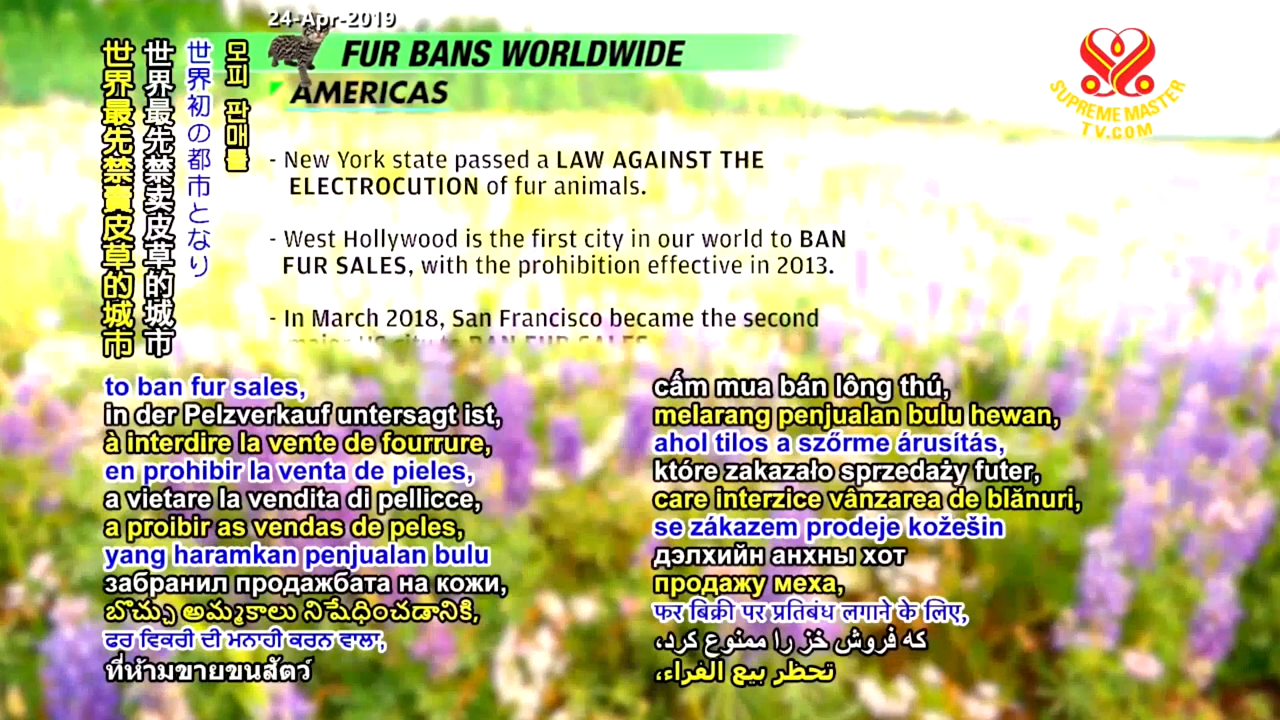 24-Apr-2019
FUR BANS WORLDWIDE
AMERICAS
SUPREME MASTER
TV.COM
모피 판매를
世界初の都市となり
世界最先禁卖皮草的城市
世界最先禁賣皮草的城市
- New York state passed a LAW AGAINST THE
ELECTROCUTION of fur animals.
- West Hollywood is the first city in our world to BAN
FUR SALES, with the prohibition effective in 2013.
- In March 2018, San Francisco became the second
major US city to BAN FUR SALES
to ban fur sales,
in der Pelzverkauf untersagt ist,
à interdire la vente de fourrure,
en prohibir la venta de pieles,
a vietare la vendita di pellicce,
a proibir as vendas de peles,
yang haramkan penjualan bulu
забранил продажбата на кожи,
బొచ్చు అమ్మకాలు నిషేధించడానికి,
ਫਰ ਵਿਕਰੀ ਦੀ ਮਨਾਹੀ ਕਰਨ ਵਾਲਾ,
ที่ห้ามขายขนสัตว์
cấm mua bán lông thú,
melarang penjualan bulu hewan,
ahol tilos a szőrme árusítás,
które zakazało sprzedaży futer,
care interzice vânzarea de blănuri,
se zákazem prodeje kožešin
дэлхийн анхны хот
продажу меха,
फर बिक्री पर प्रतिबंध लगाने के लिए,
که فروش خز را ممنوع کرد،
تحظر بيع الفراء،